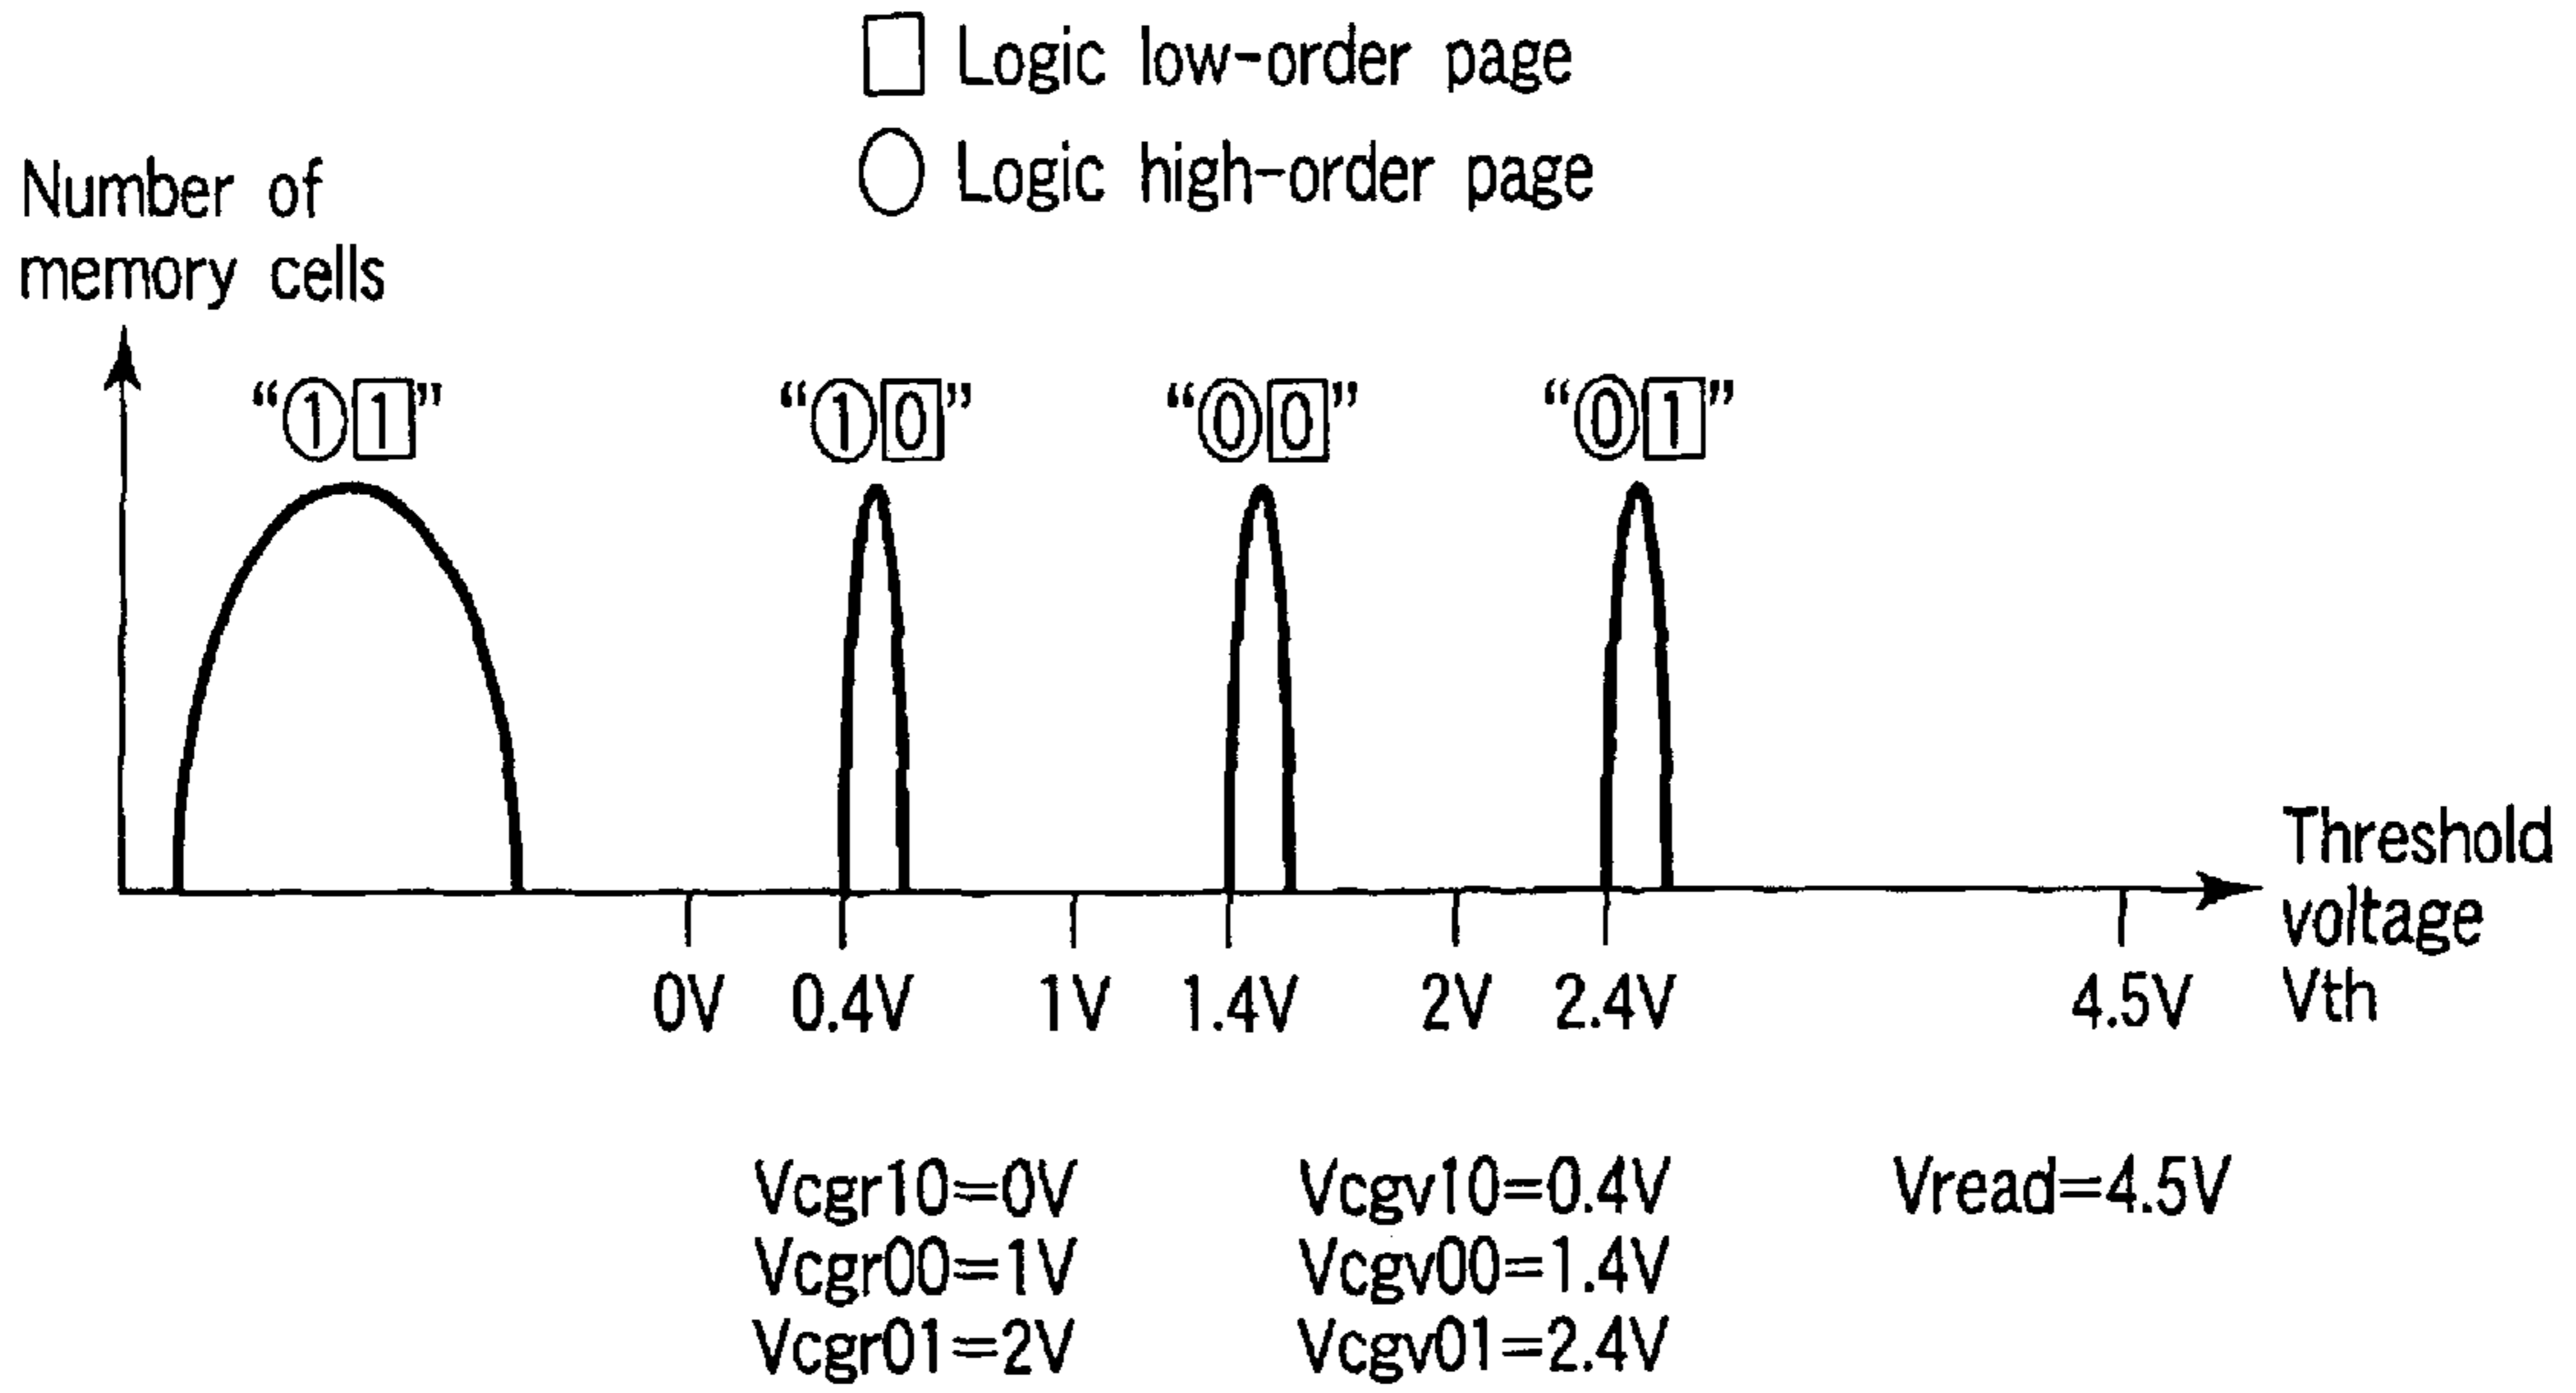 Logic low-order page
Logic high-order page
Number of
memory cells
“11” “10” “00” “01”
Threshold
voltage
Vth
0V 0.4V 1V 1.4V 2V 2.4V 4.5V
Vcgr10=0V Vcgv10=0.4V Vread=4.5V
Vcgr00=1V Vcgv00=1.4V
Vcgr01=2V Vcgv01=2.4V